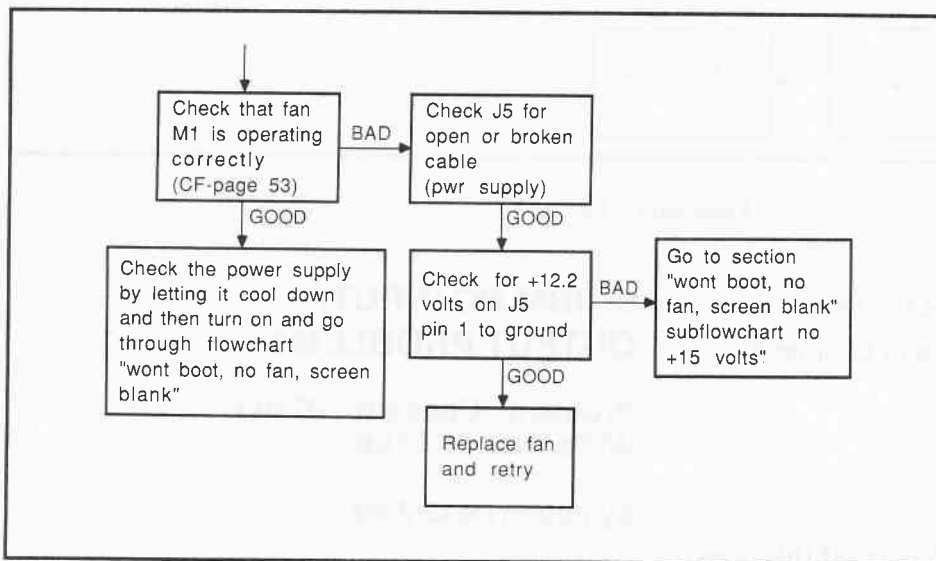 Check that fan
M1 is operating
correctly
(CF-page 53)
BAD
Check J5 for
open or broken
cable
(pwr supply)
GOOD
GOOD
Check the power supply
by letting it cool down
and then turn on and go
through flowchart
"wont boot, no fan, screen
blank"
Check for +12.2
volts on J5
pin 1 to ground
BAD
Go to section
"wont boot, no
fan, screen blank"
subflowchart no
+15 volts"
GOOD
Replace fan
and retry